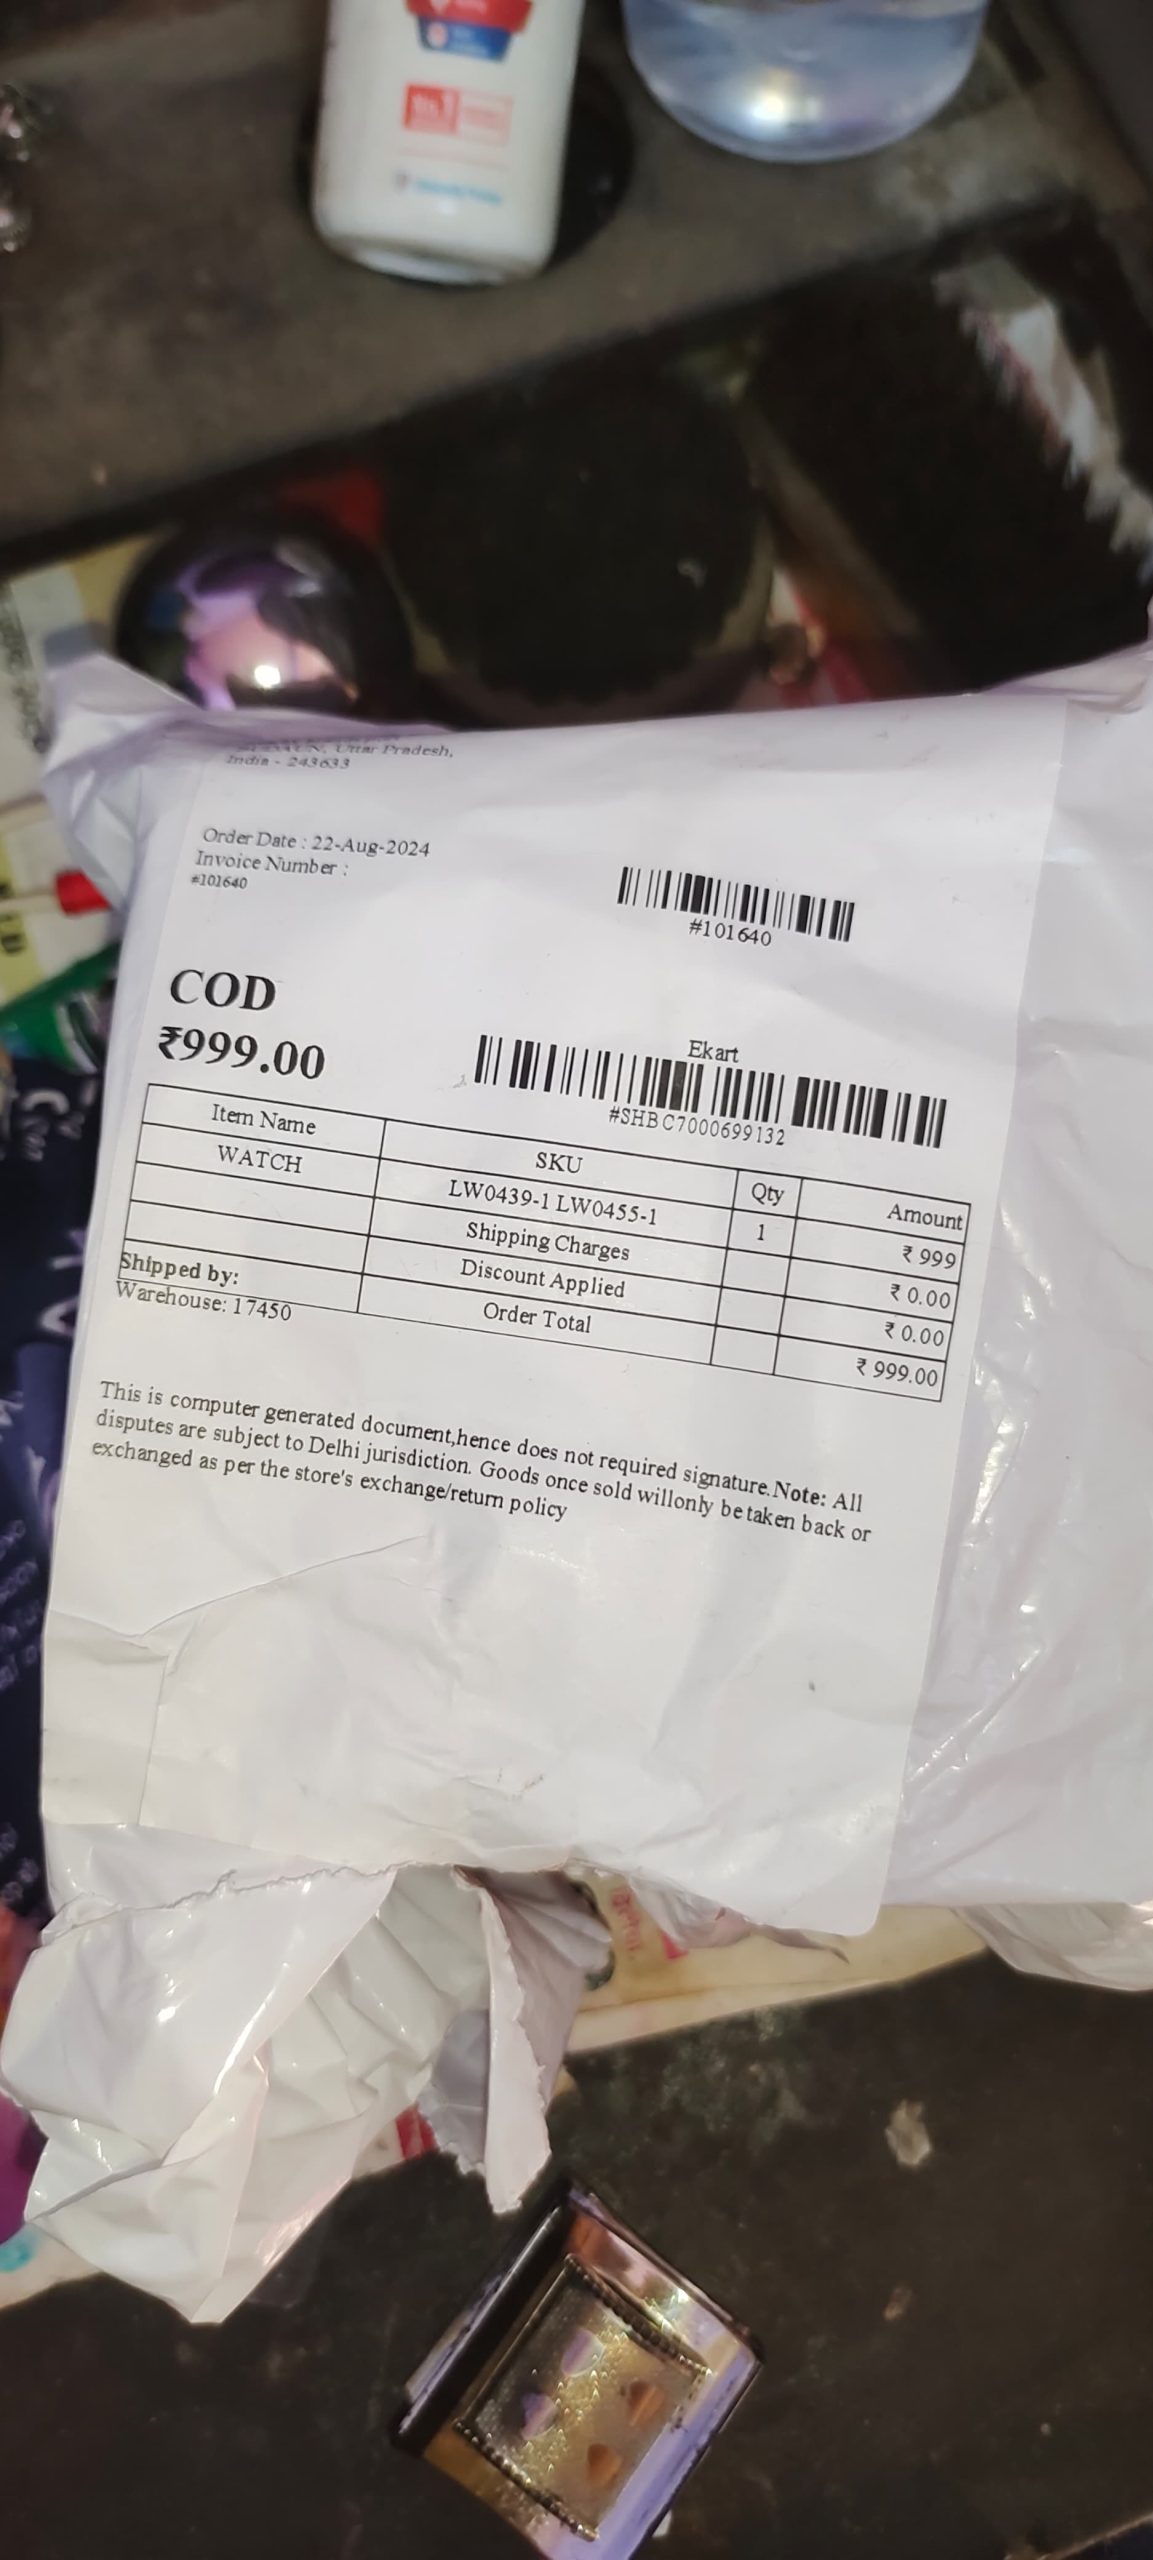 Uttar Pradesh,
India - 243633
Order Date : 22-Aug-2024
Invoice Number :
#101640
#101640
COD
₹999.00
Ekart
#SHBC7000699132
Item Name SKU Qty Amount
WATCH LW0439-1 LW0455-1 1 ₹ 999
Shipping Charges ₹ 0.00
Discount Applied ₹ 0.00
Order Total ₹ 999.00
Shipped by:
Warehouse: 17450
This is computer generated document,hence does not required signature.Note: All
disputes are subject to Delhi jurisdiction. Goods once sold willonly be taken back or
exchanged as per the store's exchange/return policy